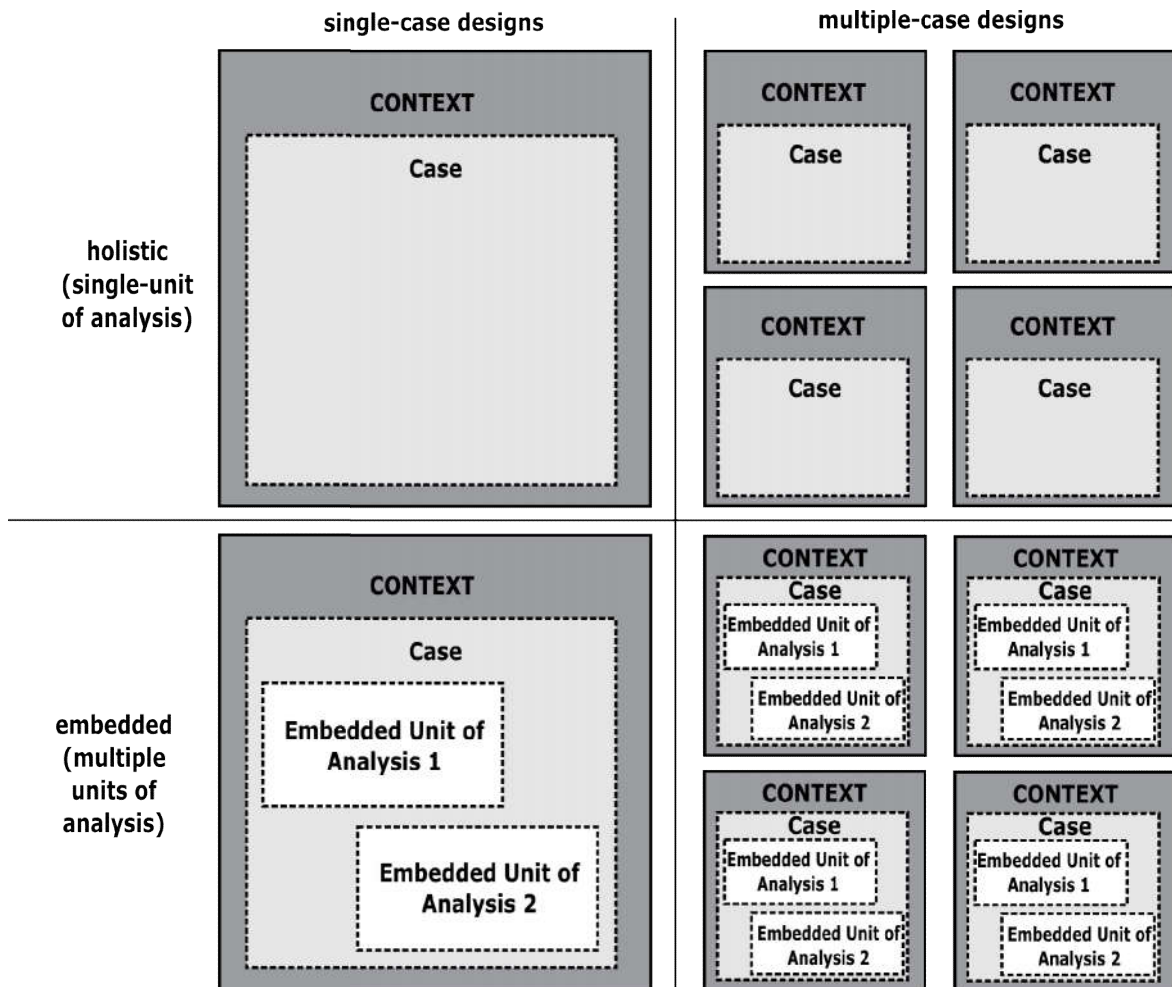 single-case designs
multiple-case designs
holistic
(single-unit
of analysis)
CONTEXT
Case
CONTEXT
Case
CONTEXT
Case
CONTEXT
Case
CONTEXT
Case
embedded
(multiple
units of
analysis)
CONTEXT
Case
Embedded Unit of
Analysis 1
Embedded Unit of
Analysis 2
CONTEXT
Case
Embedded Unit of
Analysis 1
Embedded Unit of
Analysis 2
CONTEXT
Case
Embedded Unit of
Analysis 1
Embedded Unit of
Analysis 2
CONTEXT
Case
Embedded Unit of
Analysis 1
Embedded Unit of
Analysis 2
CONTEXT
Case
Embedded Unit of
Analysis 1
Embedded Unit of
Analysis 2